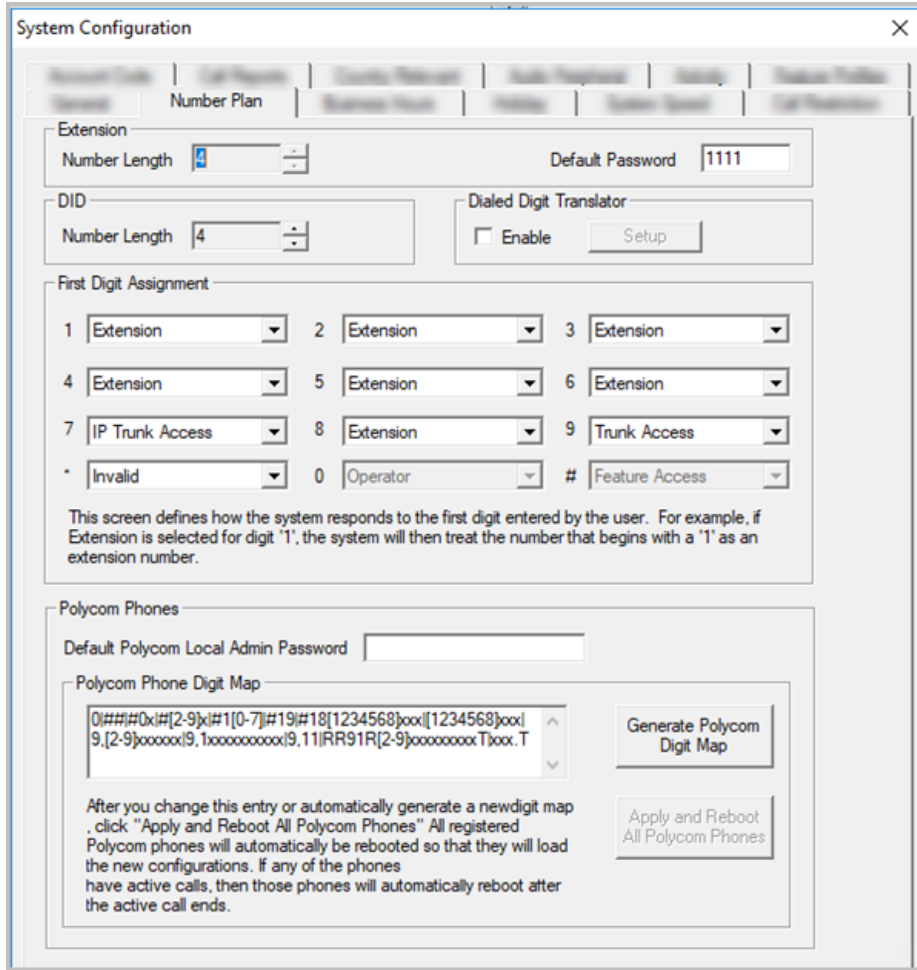 System Configuration
Number Plan
Extension
Number Length 4 Default Password 1111
DID
Number Length 4
Dialed Digit Translator
Enable Setup
First Digit Assignment
1 Extension 2 Extension 3 Extension
4 Extension 5 Extension 6 Extension
7 IP Trunk Access 8 Extension 9 Trunk Access
* Invalid 0 Operator # Feature Access
This screen defines how the system responds to the first digit entered by the user. For example, if
Extension is selected for digit '1', the system will then treat the number that begins with a '1' as an
extension number.
Polycom Phones
Default Polycom Local Admin Password
Polycom Phone Digit Map
0|##|#0x|#[2-9]x|#1[0-7]|#19|#18[1234568]xxx|[1234568]xxx|
9,[2-9]xxxxxx|9,1xxxxxxxxxx|9,11|RR91R[2-9]xxxxxxxxxT|xxx.T
Generate Polycom
Digit Map
After you change this entry or automatically generate a newdigit map
, click "Apply and Reboot All Polycom Phones" All registered
Polycom phones will automatically be rebooted so that they will load
the new configurations. If any of the phones
have active calls, then those phones will automatically reboot after
the active call ends.
Apply and Reboot
All Polycom Phones